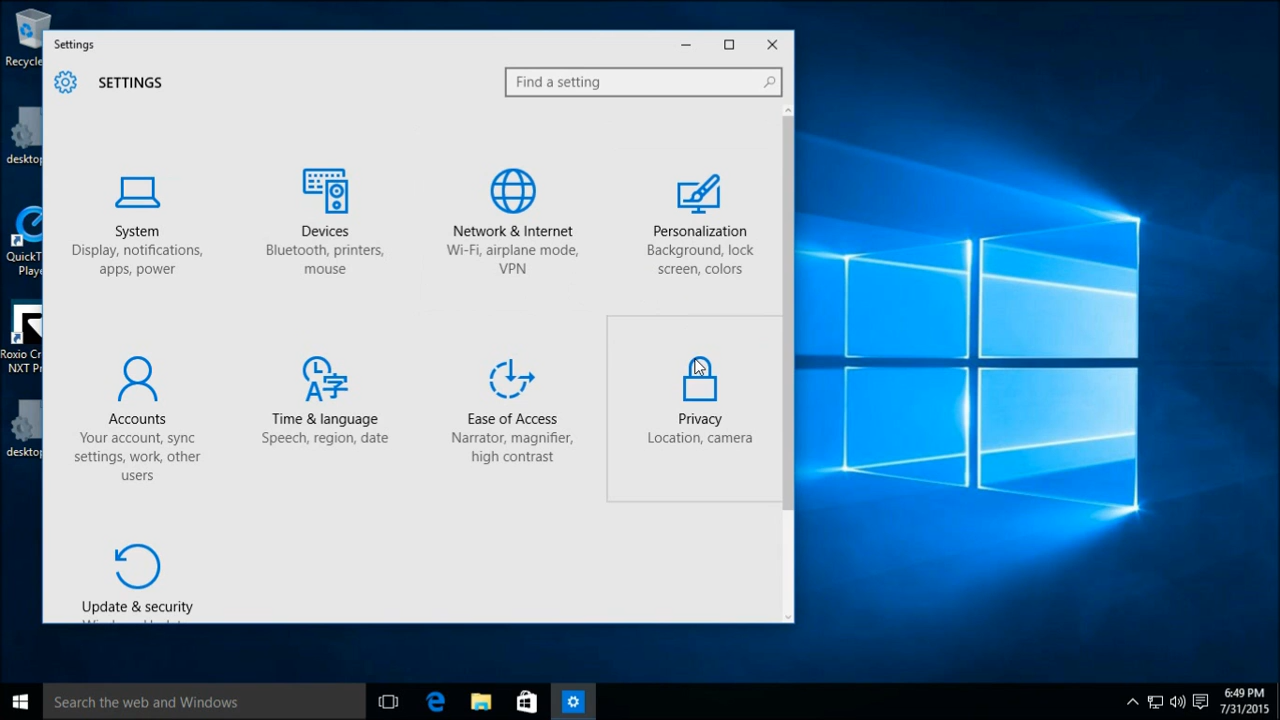 Settings
SETTINGS
Find a setting
System
Display, notifications,
apps, power
Devices
Bluetooth, printers,
mouse
Network & Internet
Wi-Fi, airplane mode,
VPN
Personalization
Background, lock
screen, colors
Accounts
Your account, sync
settings, work, other
users
Time & language
Speech, region, date
Ease of Access
Narrator, magnifier,
high contrast
Privacy
Location, camera
Update & security
Recycle
desktop
QuickT
Playe
Roxio Cr
NXT Pr
desktop
Search the web and Windows
6:49 PM
7/31/2015